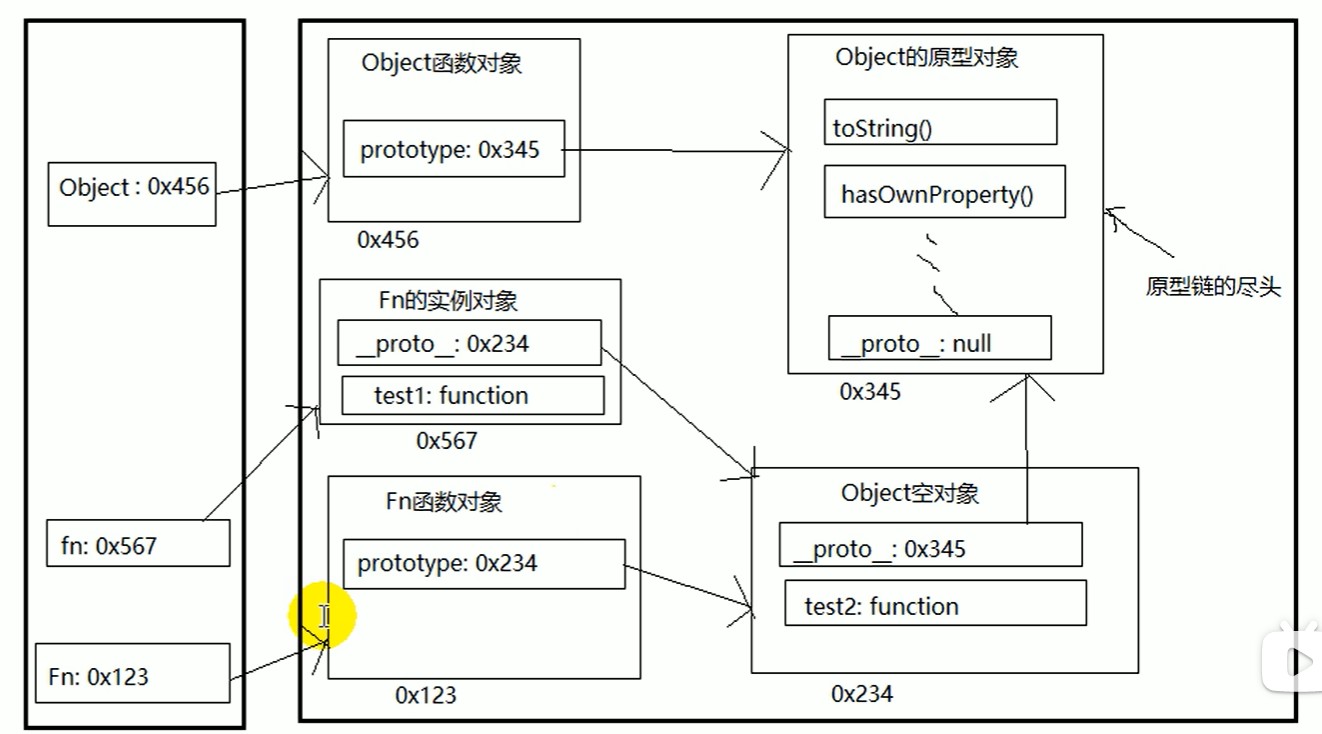 Object : 0x456
fn: 0x567
Fn: 0x123
Object函数对象
prototype: 0x345
0x456
Fn的实例对象
__proto__: 0x234
test1: function
0x567
Fn函数对象
prototype: 0x234
0x123
Object的原型对象
toString()
hasOwnProperty()
__proto__: null
0x345
原型链的尽头
Object空对象
__proto__: 0x345
test2: function
0x234